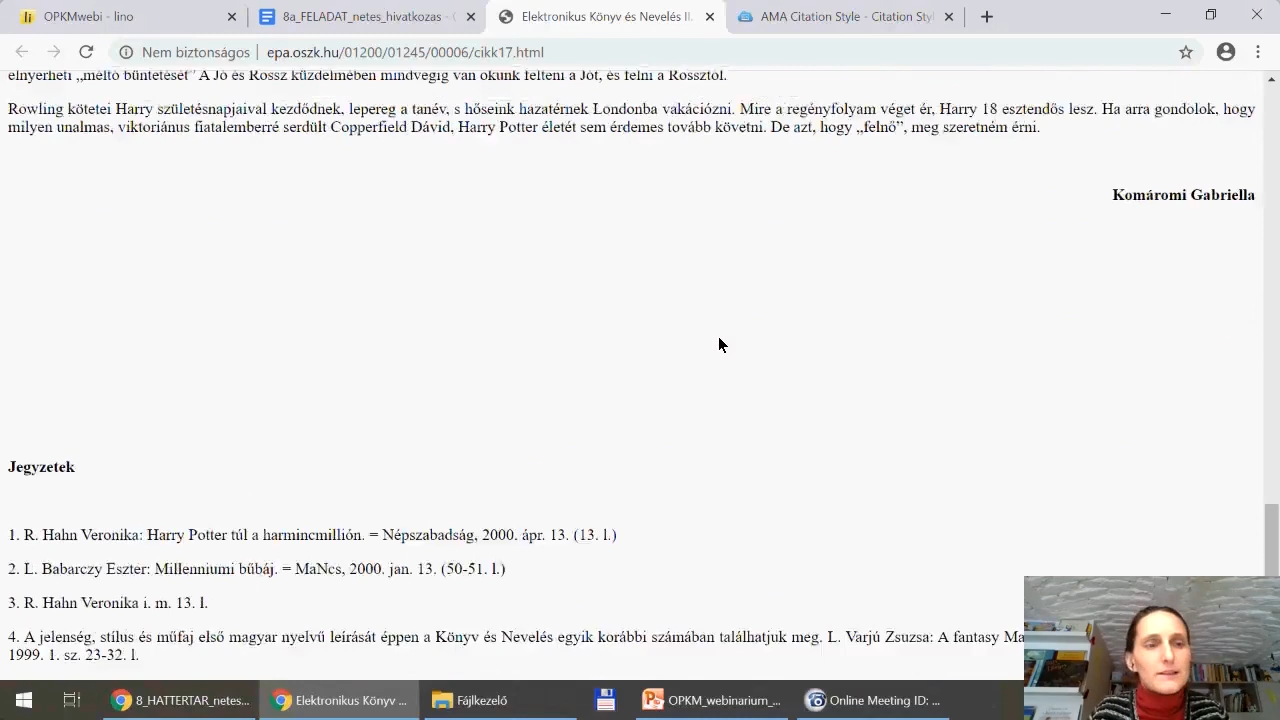 OPKMwebi - lino
8a_FELADAT_netes_hivatkozas -
Elektronikus Könyv és Nevelés II.
AMA Citation Style - Citation Styl
Nem biztonságos | epa.oszk.hu/01200/01245/00006/cikk17.html
elnyerheti „méltó büntetését” A Jó és Rossz küzdelmében mindvégig van okunk félteni a Jót, és félni a Rossztól.
Rowling kötetei Harry születésnapjaival kezdődnek, lepereg a tanév, s hőseink hazatérnek Londonba vakációzni. Mire a regényfolyam véget ér, Harry 18 esztendős lesz. Ha arra gondolok, hogy
milyen unalmas, viktoriánus fiatalemberré serdült Copperfield Dávid, Harry Potter életét sem érdemes tovább követni. De azt, hogy „felnő”, meg szeretném érni.
Komáromi Gabriella
Jegyzetek
1. R. Hahn Veronika: Harry Potter túl a harmincmillión. = Népszabadság, 2000. ápr. 13. (13. l.)
2. L. Babarczy Eszter: Millenniumi bűbáj. = MaNcs, 2000. jan. 13. (50-51. l.)
3. R. Hahn Veronika i. m. 13. l.
4. A jelenség, stílus és műfaj első magyar nyelvű leírását éppen a Könyv és Nevelés egyik korábbi számában találhatjuk meg. L. Varjú Zsuzsa: A fantasy Ma
1999. 1. sz. 23-32. l.
8_HATTERTAR_netes...
Elektronikus Könyv ...
Fájlkezelő
OPKM_webinarium_...
Online Meeting ID: ...